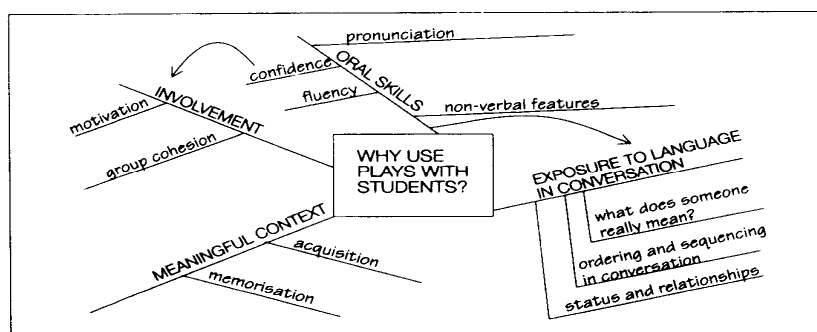 pronunciation
ORAL SKILLS
confidence
fluency
non-verbal features
INVOLVEMENT
motivation
group cohesion
WHY USE
PLAYS WITH
STUDENTS?
EXPOSURE TO LANGUAGE
IN CONVERSATION
what does someone
really mean?
ordering and sequencing
in conversation
status and relationships
MEANINGFUL CONTEXT
acquisition
memorisation